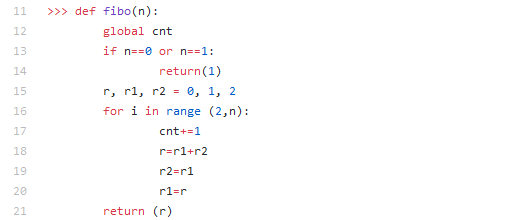 11 >>> def fibo(n):
12 global cnt
13 if n==0 or n==1:
14 return(1)
15 r, r1, r2 = 0, 1, 2
16 for i in range (2,n):
17 cnt+=1
18 r=r1+r2
19 r2=r1
20 r1=r
21 return (r)